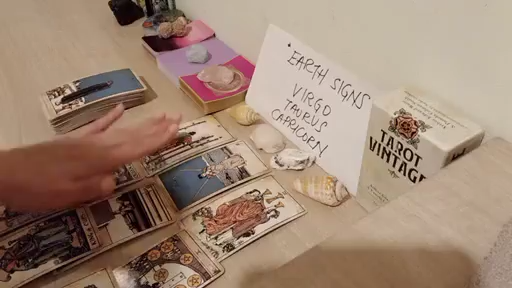 EARTH SIGNS
VIRGO
TAURUS
CAPRICORN
TAROT
VINTAGE